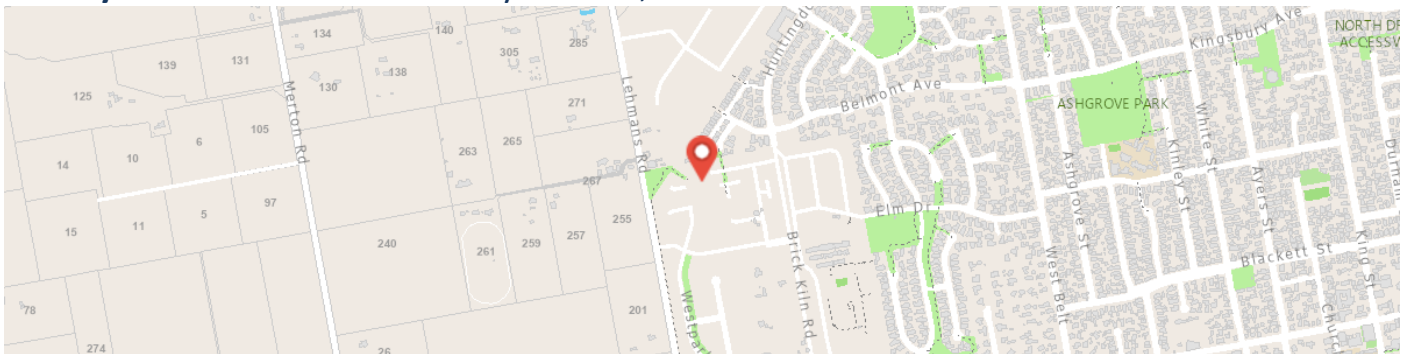 134
140
305
285
139
131
138
130
125
Merton Rd
Lehmans Rd
Kingsbury Ave
Belmont Ave
NORTH
ASHGROVE PARK
271
6
105
14
10
263
265
267
White St
Ashgrove St
Kinley St
Ayers St
97
5
11
15
240
261
259
257
255
Elm Dr
Brick Kiln Rd
West Belt
Blackett St
King St
78
201
274
26